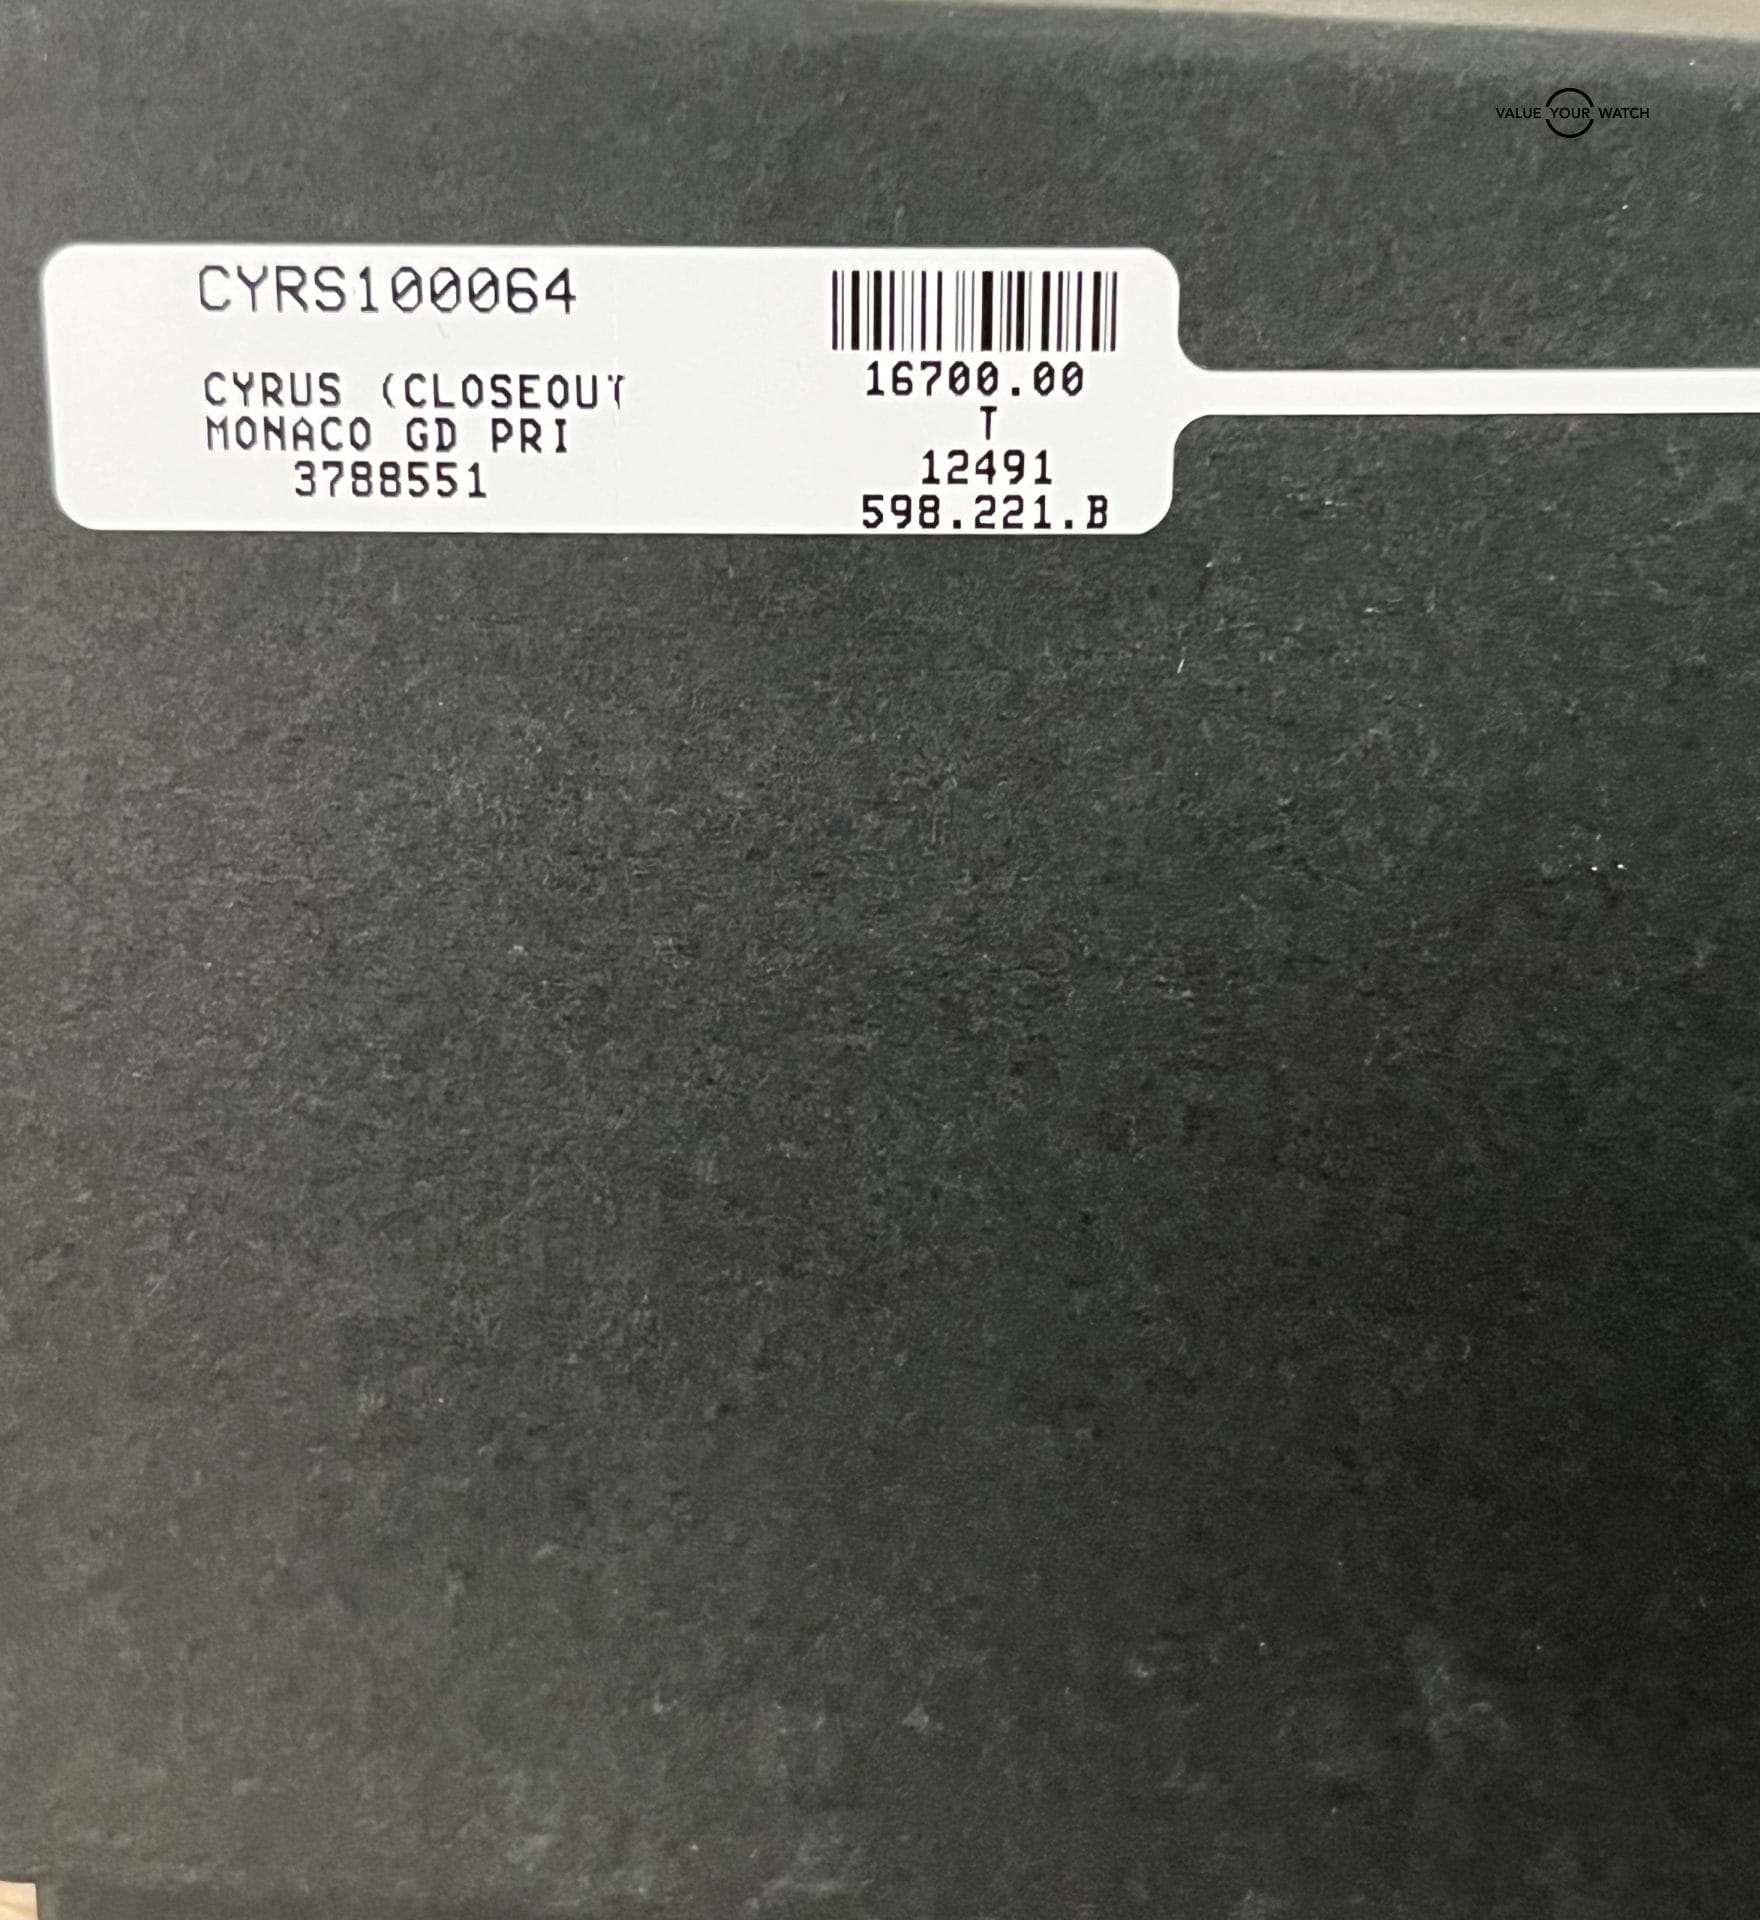 VALUE YOUR WATCH
CYRS100064
CYRUS (CLOSEOUT
MONACO GD PRI
3788551
16700.00
T
12491
598.221.B